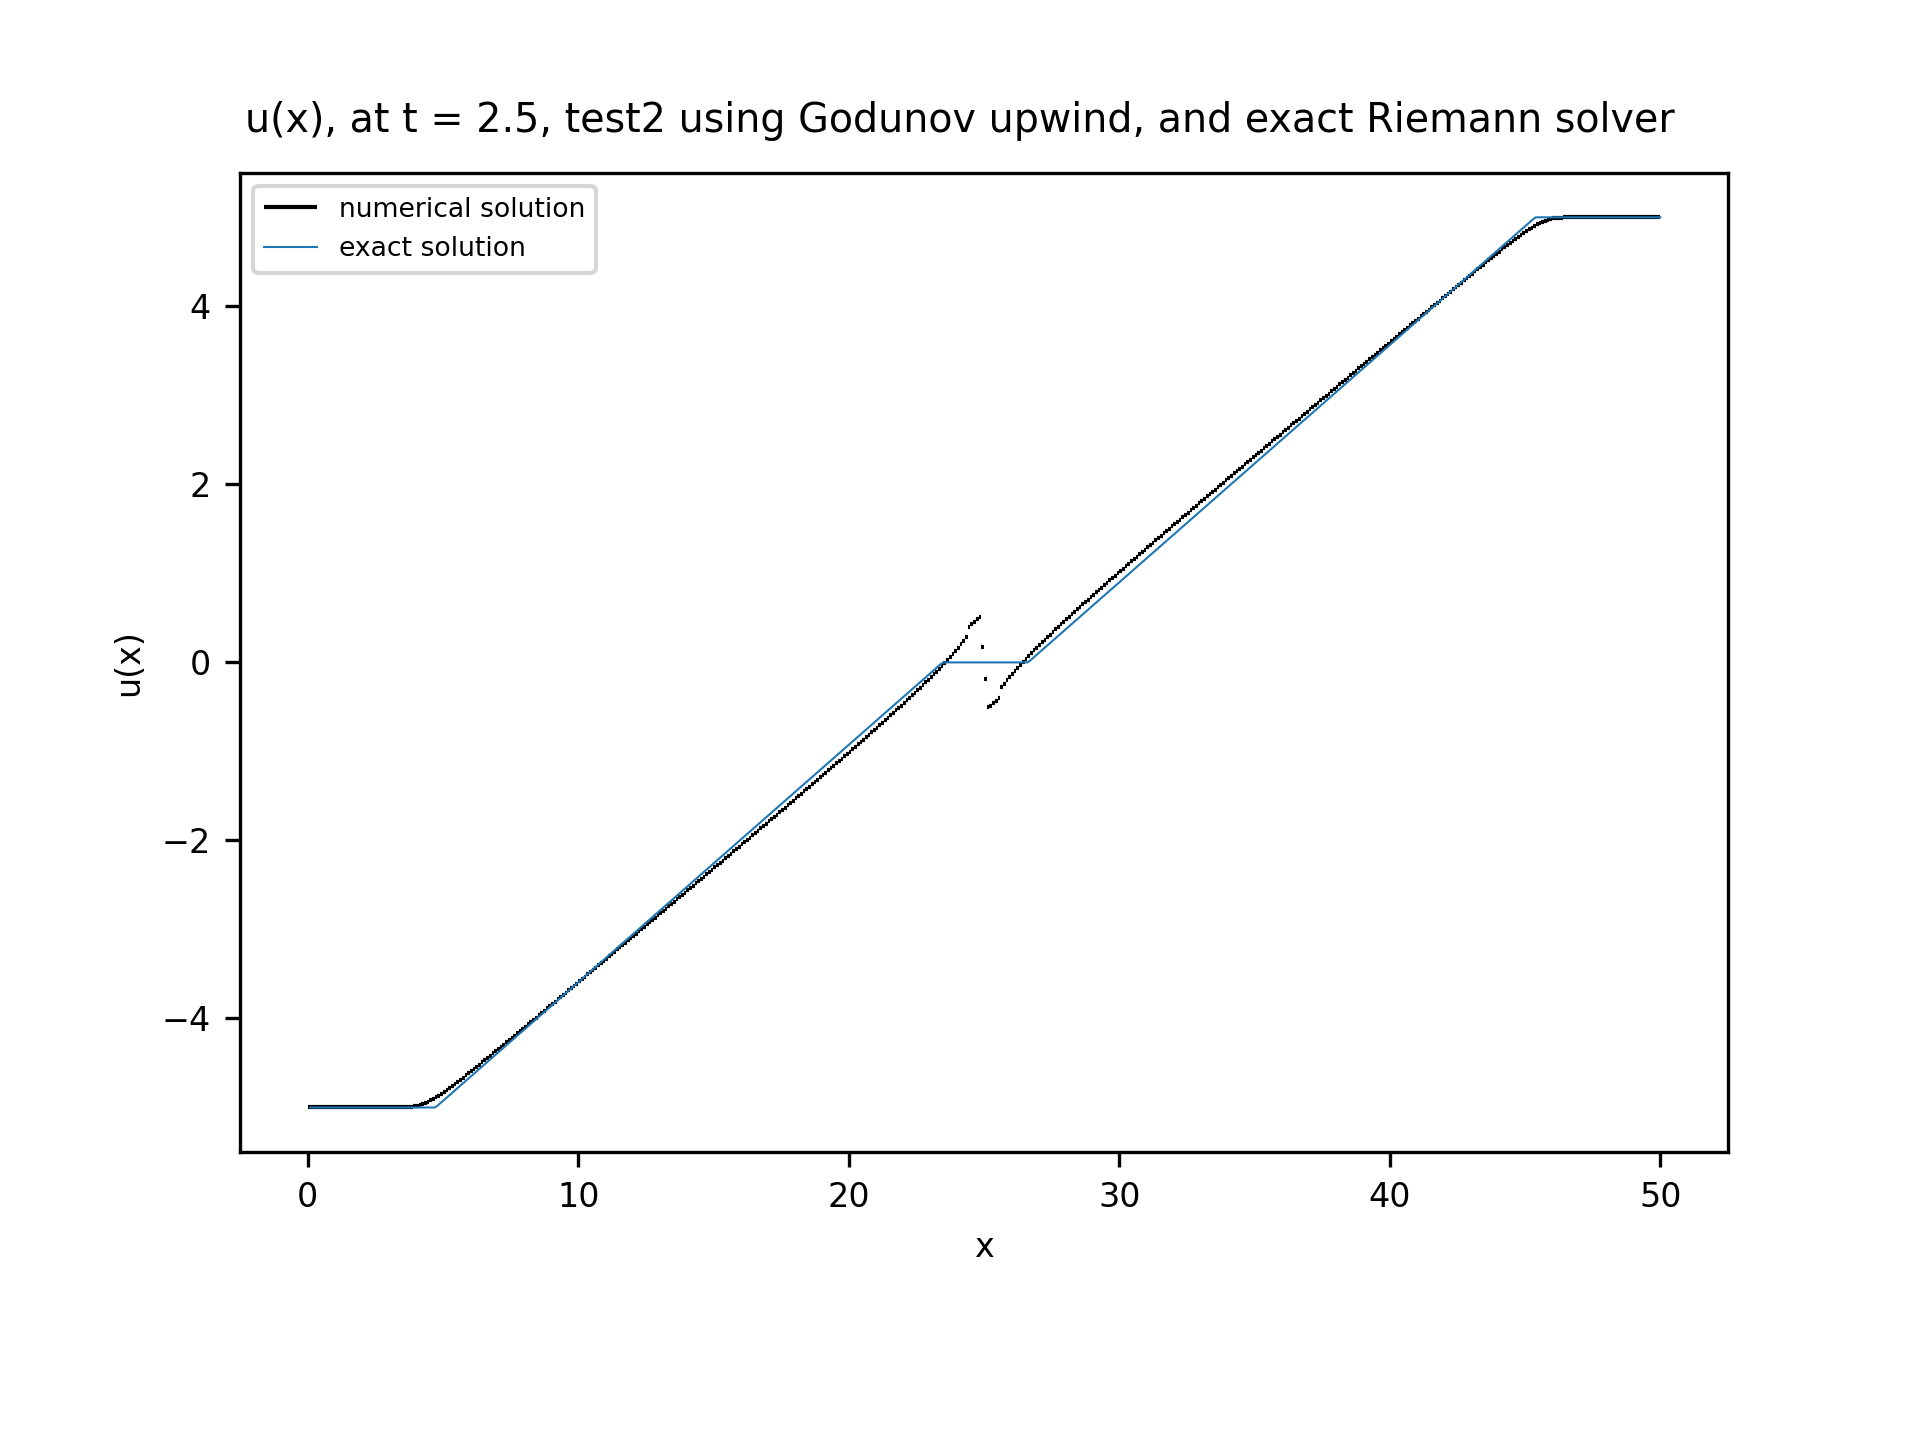 u(x), at t = 2.5, test2 using Godunov upwind, and exact Riemann solver
numerical solution
exact solution
4
2
0
−2
−4
u(x)
0 10 20 30 40 50
x